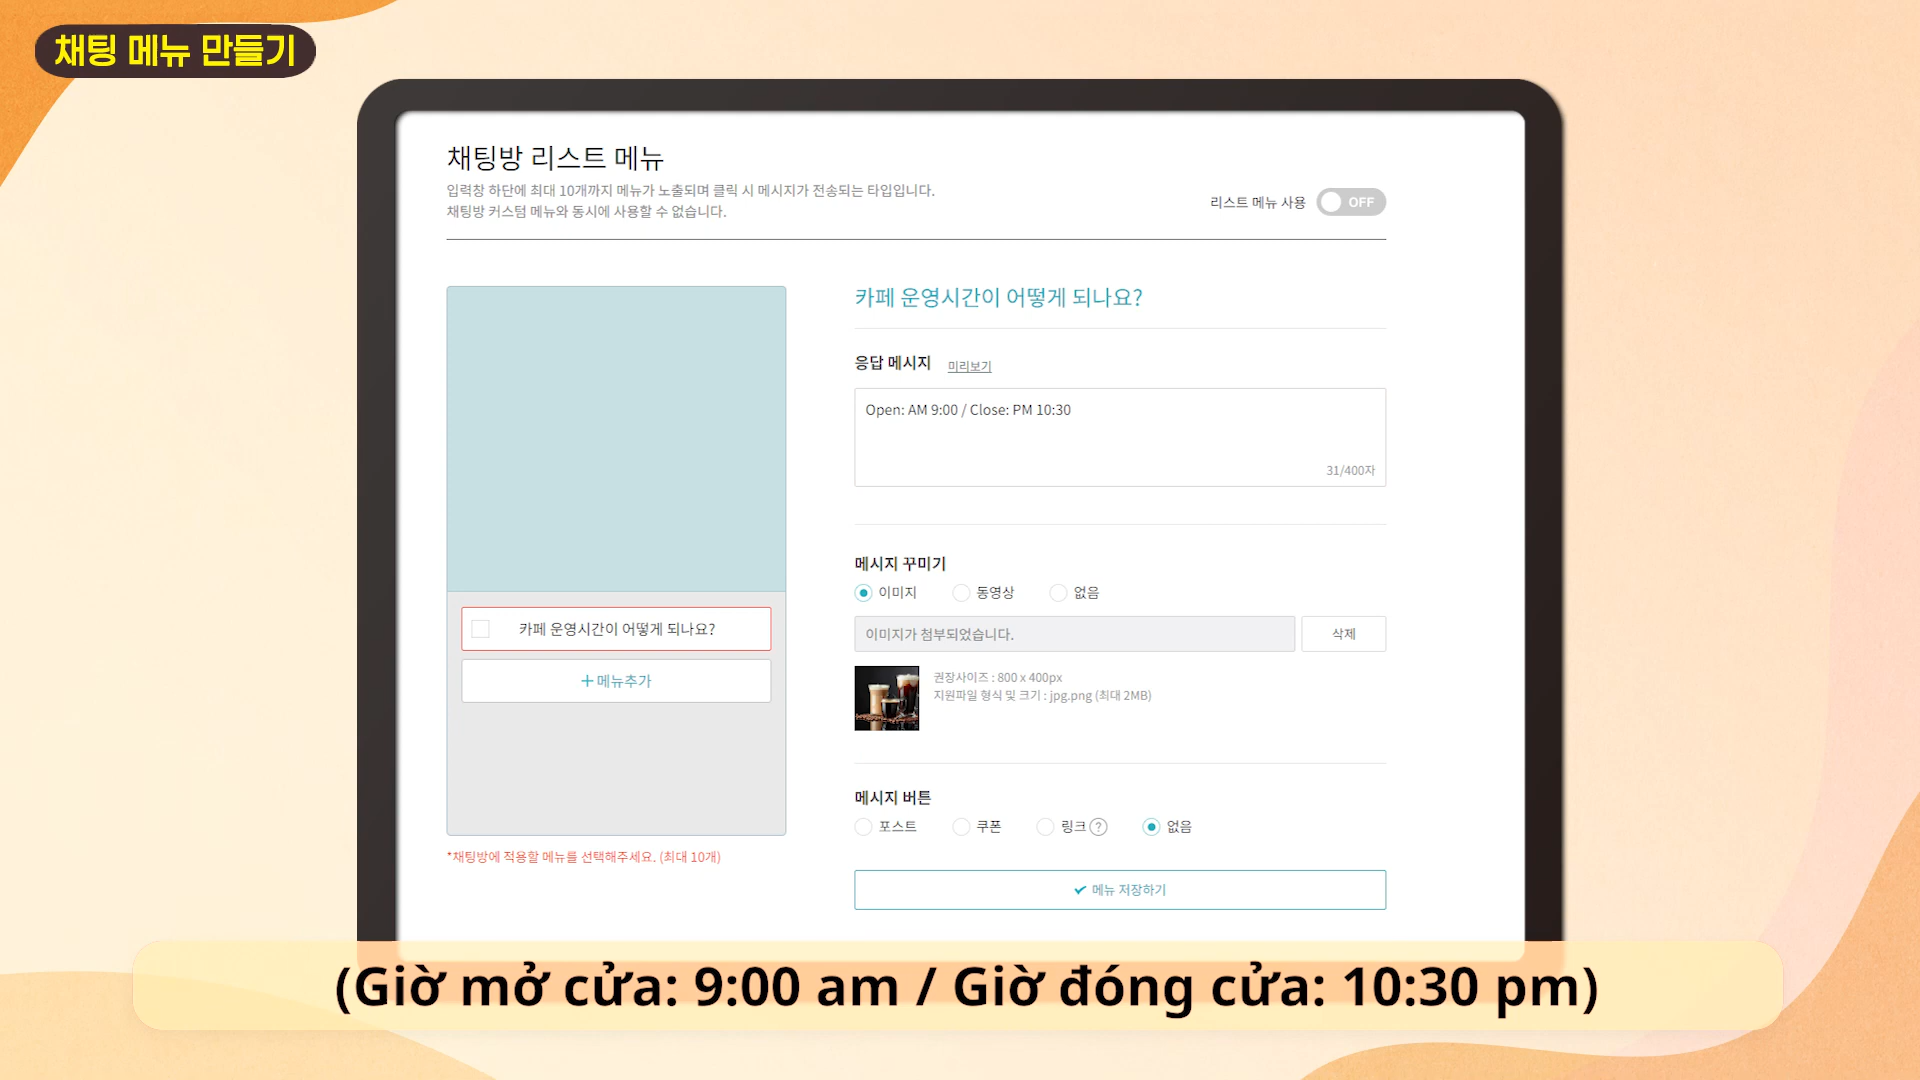 채팅 메뉴 만들기
채팅방 리스트 메뉴
입력창 하단에 최대 10개까지 메뉴가 노출되며 클릭 시 메시지가 전송되는 타입입니다.
채팅방 커스텀 메뉴와 동시에 사용할 수 없습니다.
리스트 메뉴 사용 OFF
카페 운영시간이 어떻게 되나요?
응답 메시지 미리보기
Open: AM 9:00 / Close: PM 10:30
31/400자
메시지 꾸미기
이미지 동영상 없음
이미지가 첨부되었습니다. 삭제
권장사이즈 : 800 x 400px
지원파일 형식 및 크기 : jpg.png (최대 2MB)
메시지 버튼
포스트 쿠폰 링크 ? 없음
메뉴 저장하기
카페 운영시간이 어떻게 되나요?
+메뉴추가
*채팅방에 적용할 메뉴를 선택해주세요. (최대 10개)
(Giờ mở cửa: 9:00 am / Giờ đóng cửa: 10:30 pm)